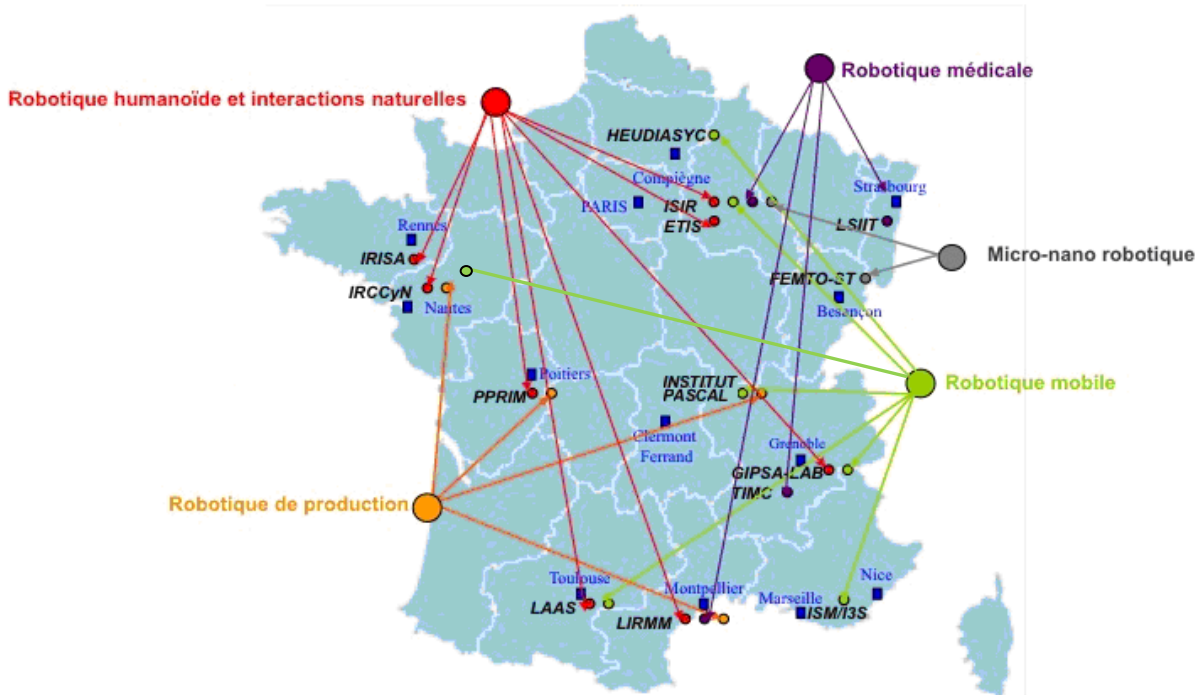 Robotique médicale
Robotique humanoïde et interactions naturelles
HEUDIASYC
Compiègne
Strasbourg
PARIS
ISIR
ETIS
LSIIT
Rennes
IRISA
Micro-nano robotique
FEMTO-ST
IRCCyN
Nantes
Besançon
Poitiers
INSTITUT
PASCAL
Robotique mobile
PPRIM
Clermont
Ferrand
Grenoble
GIPSA-LAB
TIMC
Robotique de production
Toulouse
Montpellier
Nice
Marseille
LAAS
LIRMM
ISM/I3S